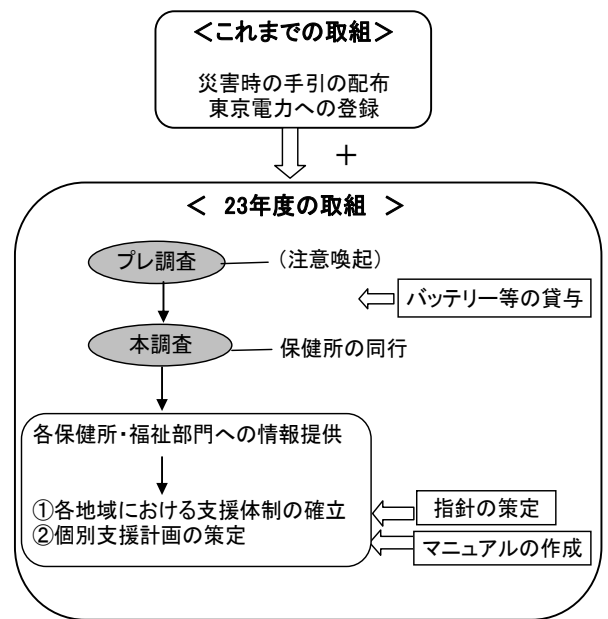 ＜これまでの取組＞
災害時の手引の配布
東京電力への登録
＋
＜ 23年度の取組 ＞
プレ調査
（注意喚起）
バッテリー等の貸与
本調査
保健所の同行
各保健所・福祉部門への情報提供
①各地域における支援体制の確立
②個別支援計画の策定
指針の策定
マニュアルの作成